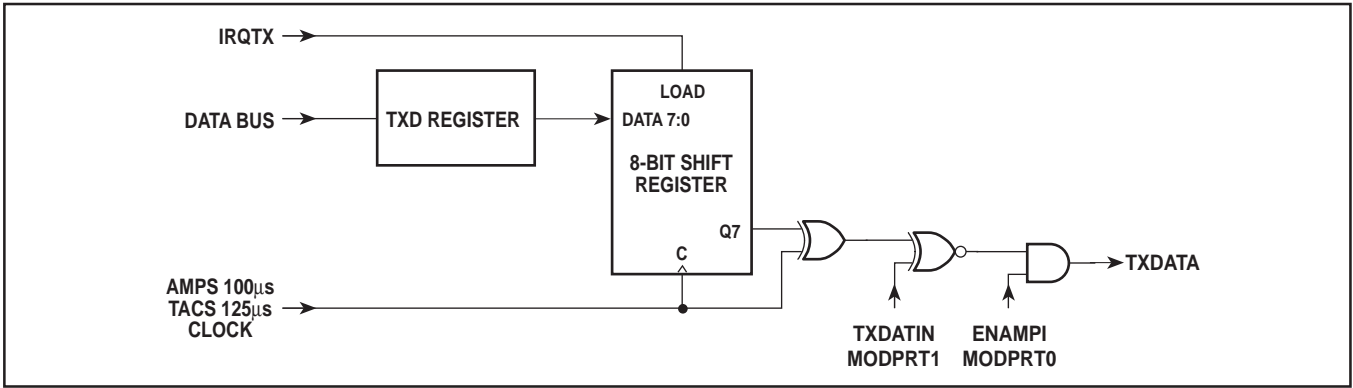 IRQTX
LOAD
DATA BUS
TXD REGISTER
DATA 7:0
8-BIT SHIFT
REGISTER
Q7
C
TXDATA
AMPS 100µs
TACS 125µs
CLOCK
TXDATIN
MODPRT1
ENAMPI
MODPRT0